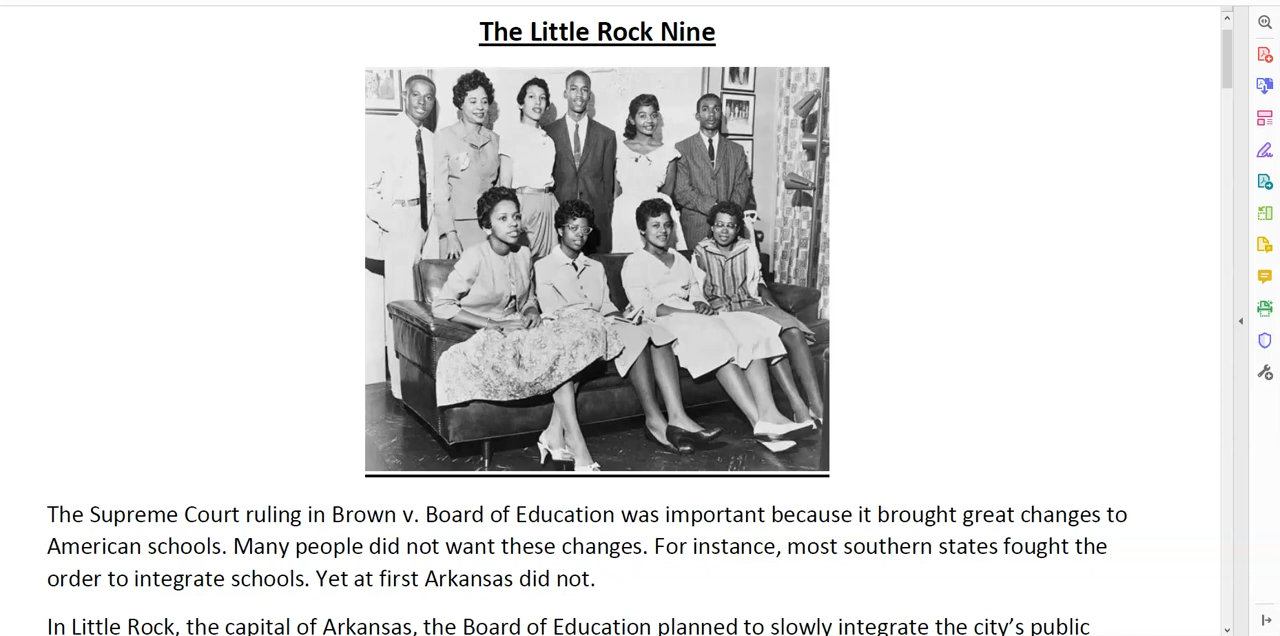 The Little Rock Nine
The Supreme Court ruling in Brown v. Board of Education was important because it brought great changes to
American schools. Many people did not want these changes. For instance, most southern states fought the
order to integrate schools. Yet at first Arkansas did not.
In Little Rock, the capital of Arkansas, the Board of Education planned to slowly integrate the city’s public